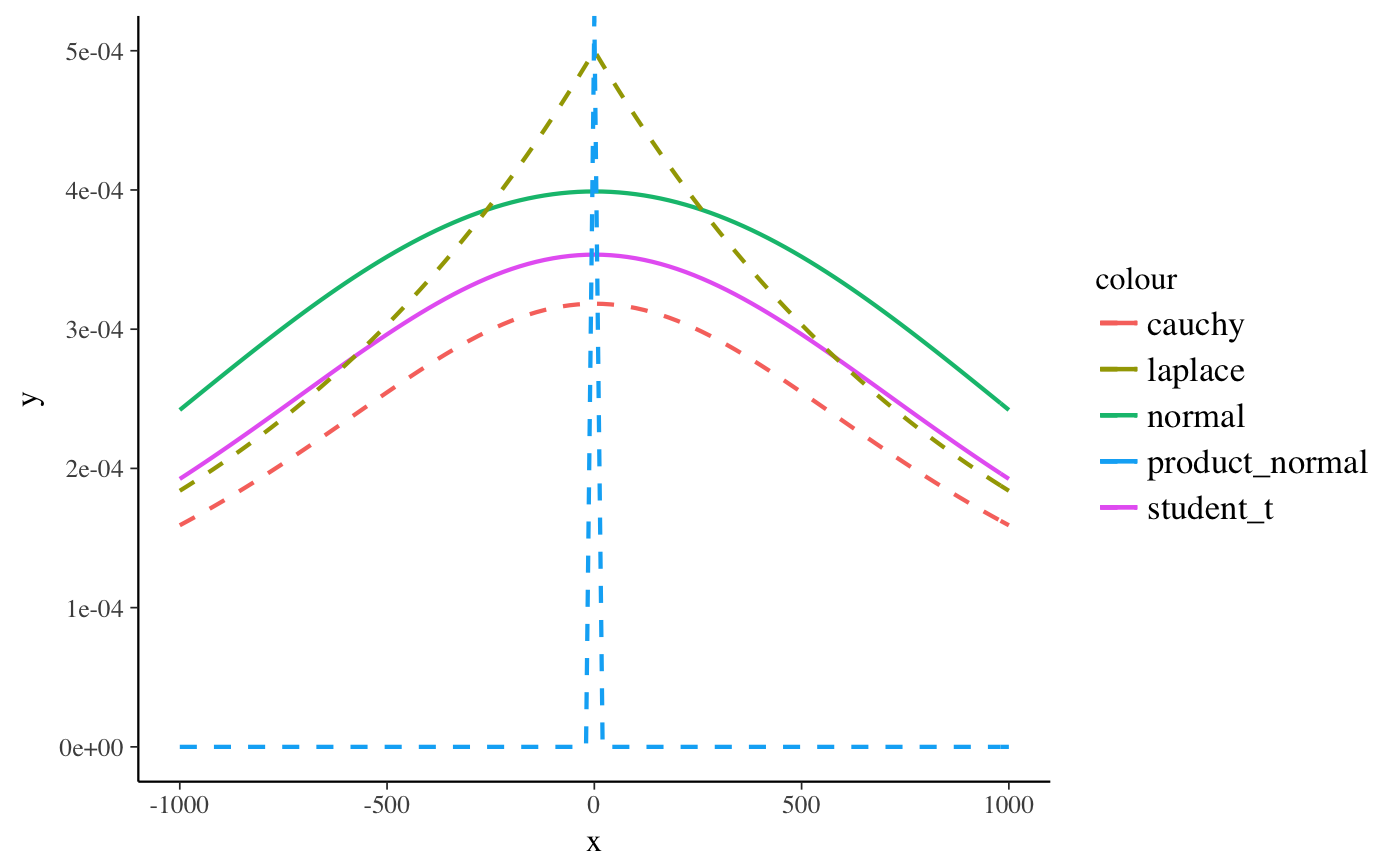 5e-04
4e-04
3e-04
2e-04
1e-04
0e+00
y
-1000
-500
0
500
1000
x
colour
cauchy
laplace
normal
product_normal
student_t